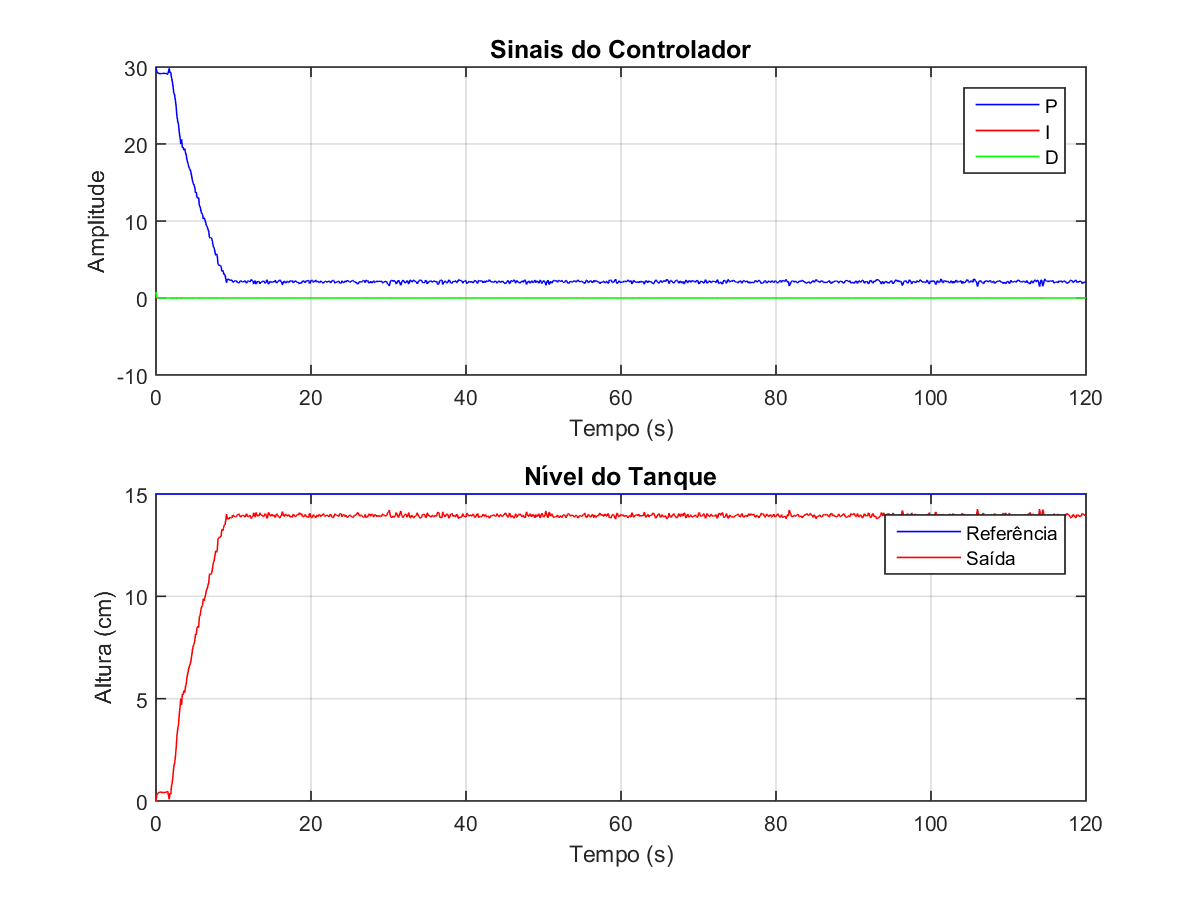 Sinais do Controlador
30
20
10
0
-10
Amplitude
P
I
D
0
20
40
60
80
100
120
Tempo (s)
Nível do Tanque
15
10
5
0
Altura (cm)
Referência
Saída
0
20
40
60
80
100
120
Tempo (s)